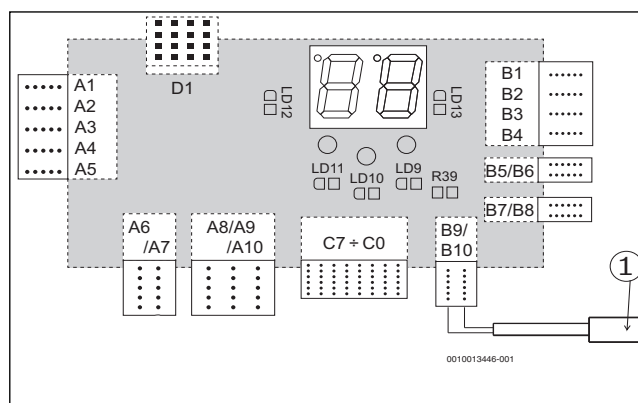 D1
A1
A2
A3
A4
A5
LD12
LD13
B1
B2
B3
B4
LD11
LD10
LD9
R39
B5/B6
B7/B8
A6
/A7
A8/A9
/A10
C7 ÷ C0
B9/
B10
1
0010013446-001